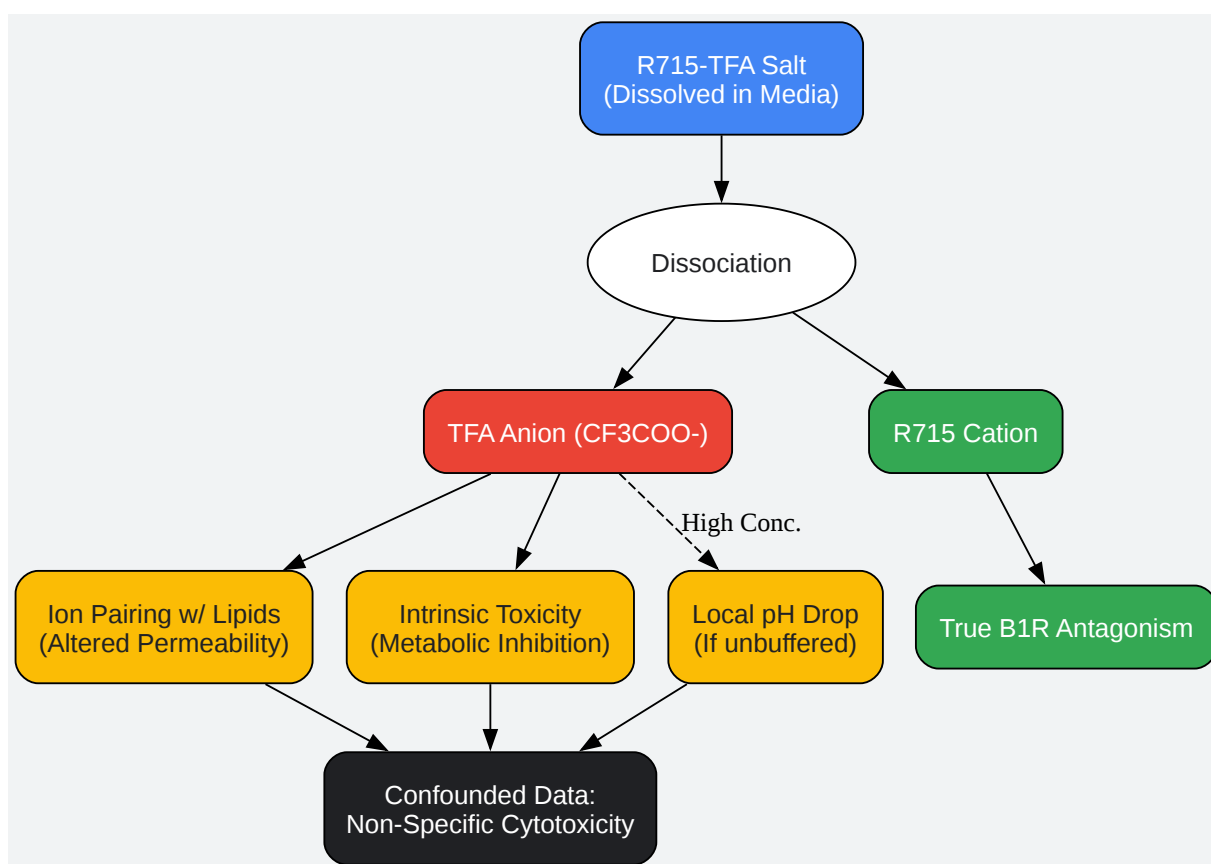 R715-TFA Salt
(Dissolved in Media)
Dissociation
TFA Anion (CF3COO-)
R715 Cation
High Conc.
Ion Pairing w/ Lipids
(Altered Permeability)
Intrinsic Toxicity
(Metabolic Inhibition)
Local pH Drop
(If unbuffered)
True B1R Antagonism
Confounded Data:
Non-Specific Cytotoxicity